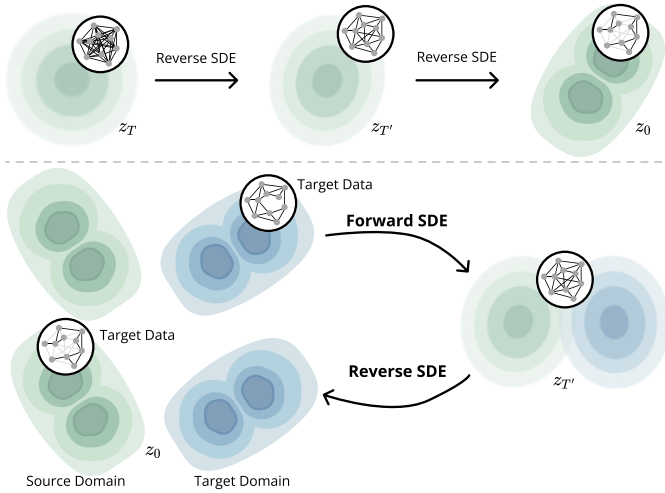 Reverse SDE
Reverse SDE
z_T
z_{T'}
z_0
Target Data
Forward SDE
Target Data
Reverse SDE
z_{T'}
z_0
Source Domain
Target Domain